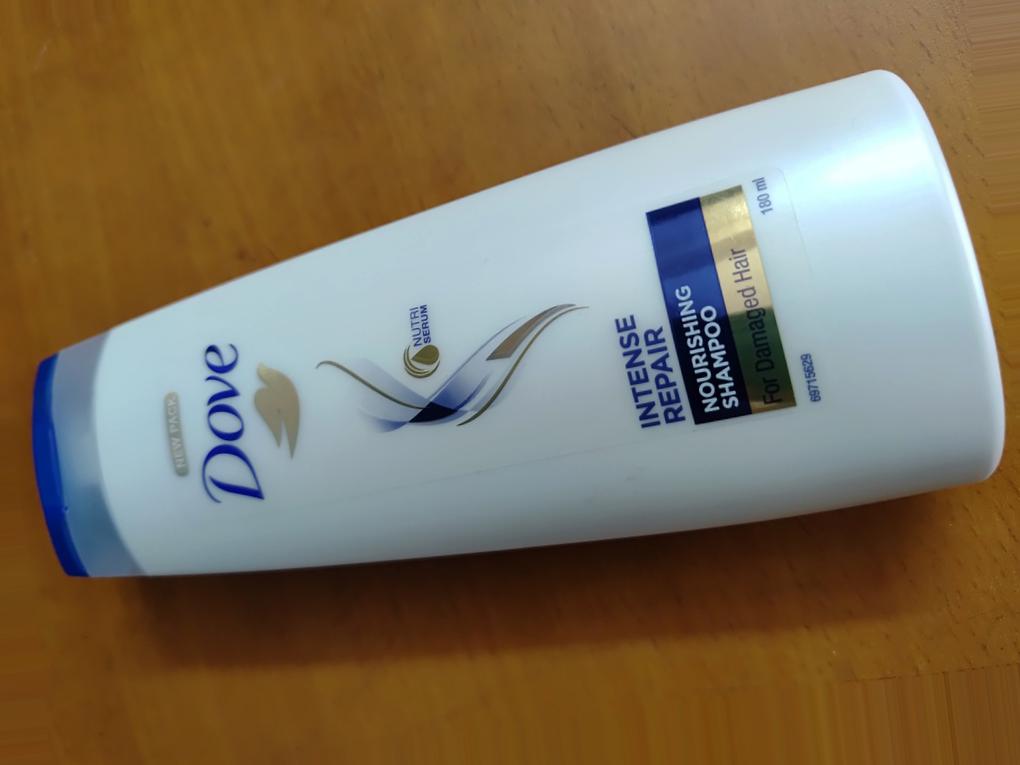 NEW PACK
Dove
NUTRI
SERUM
INTENSE
REPAIR
NOURISHING
SHAMPOO
For Damaged Hair
180 ml
69715629